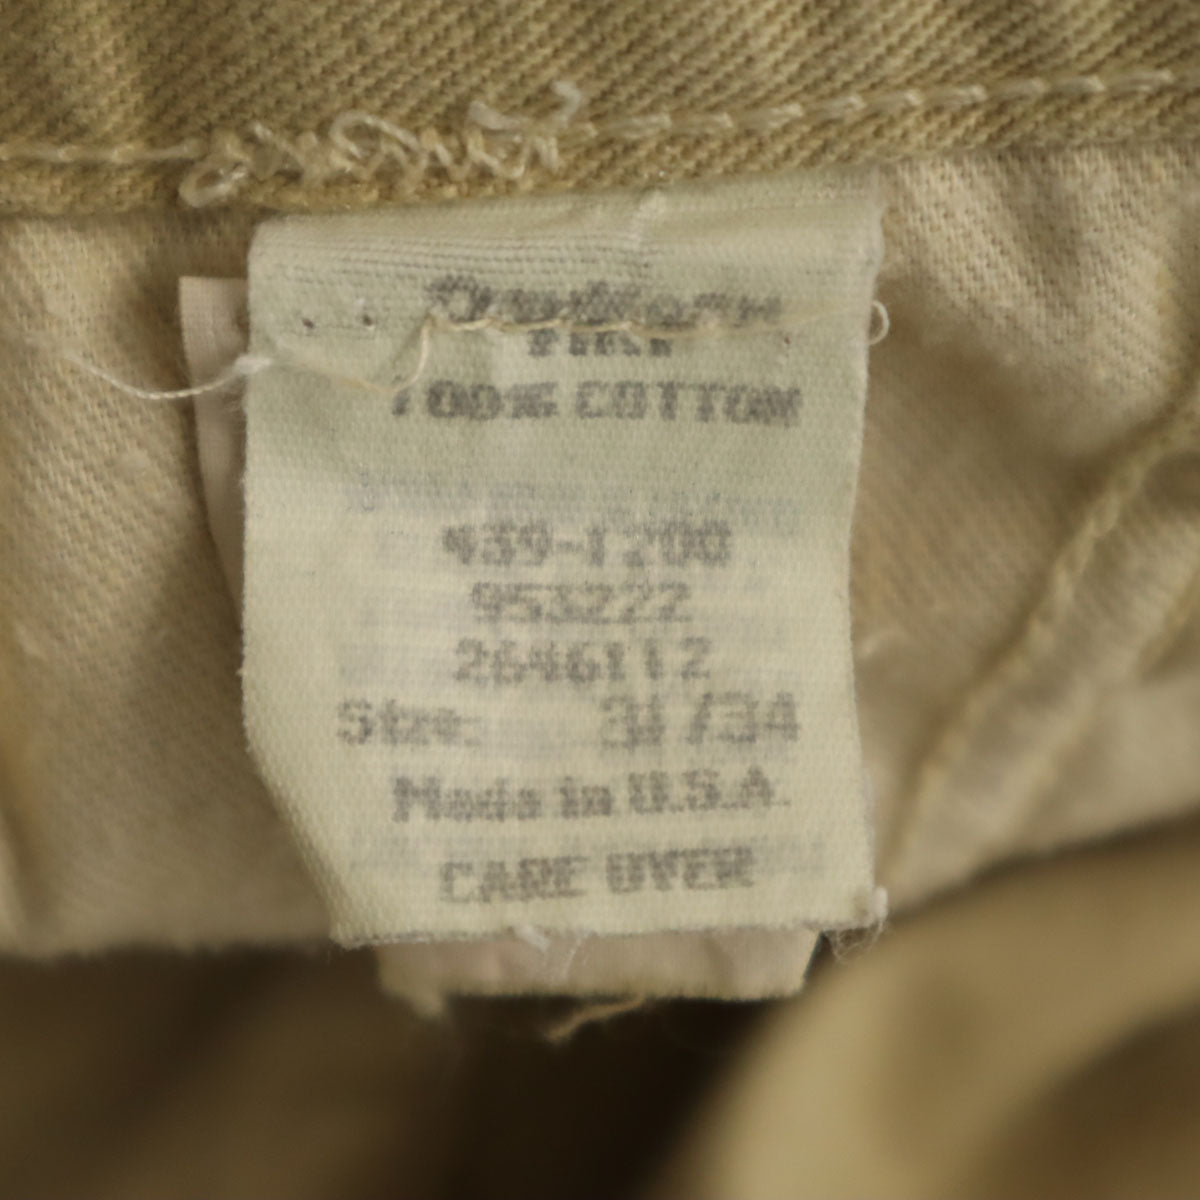 100% COTTON
439-1200
953222
2646112
Size: 31/34
Made in U.S.A.
CARE OVER